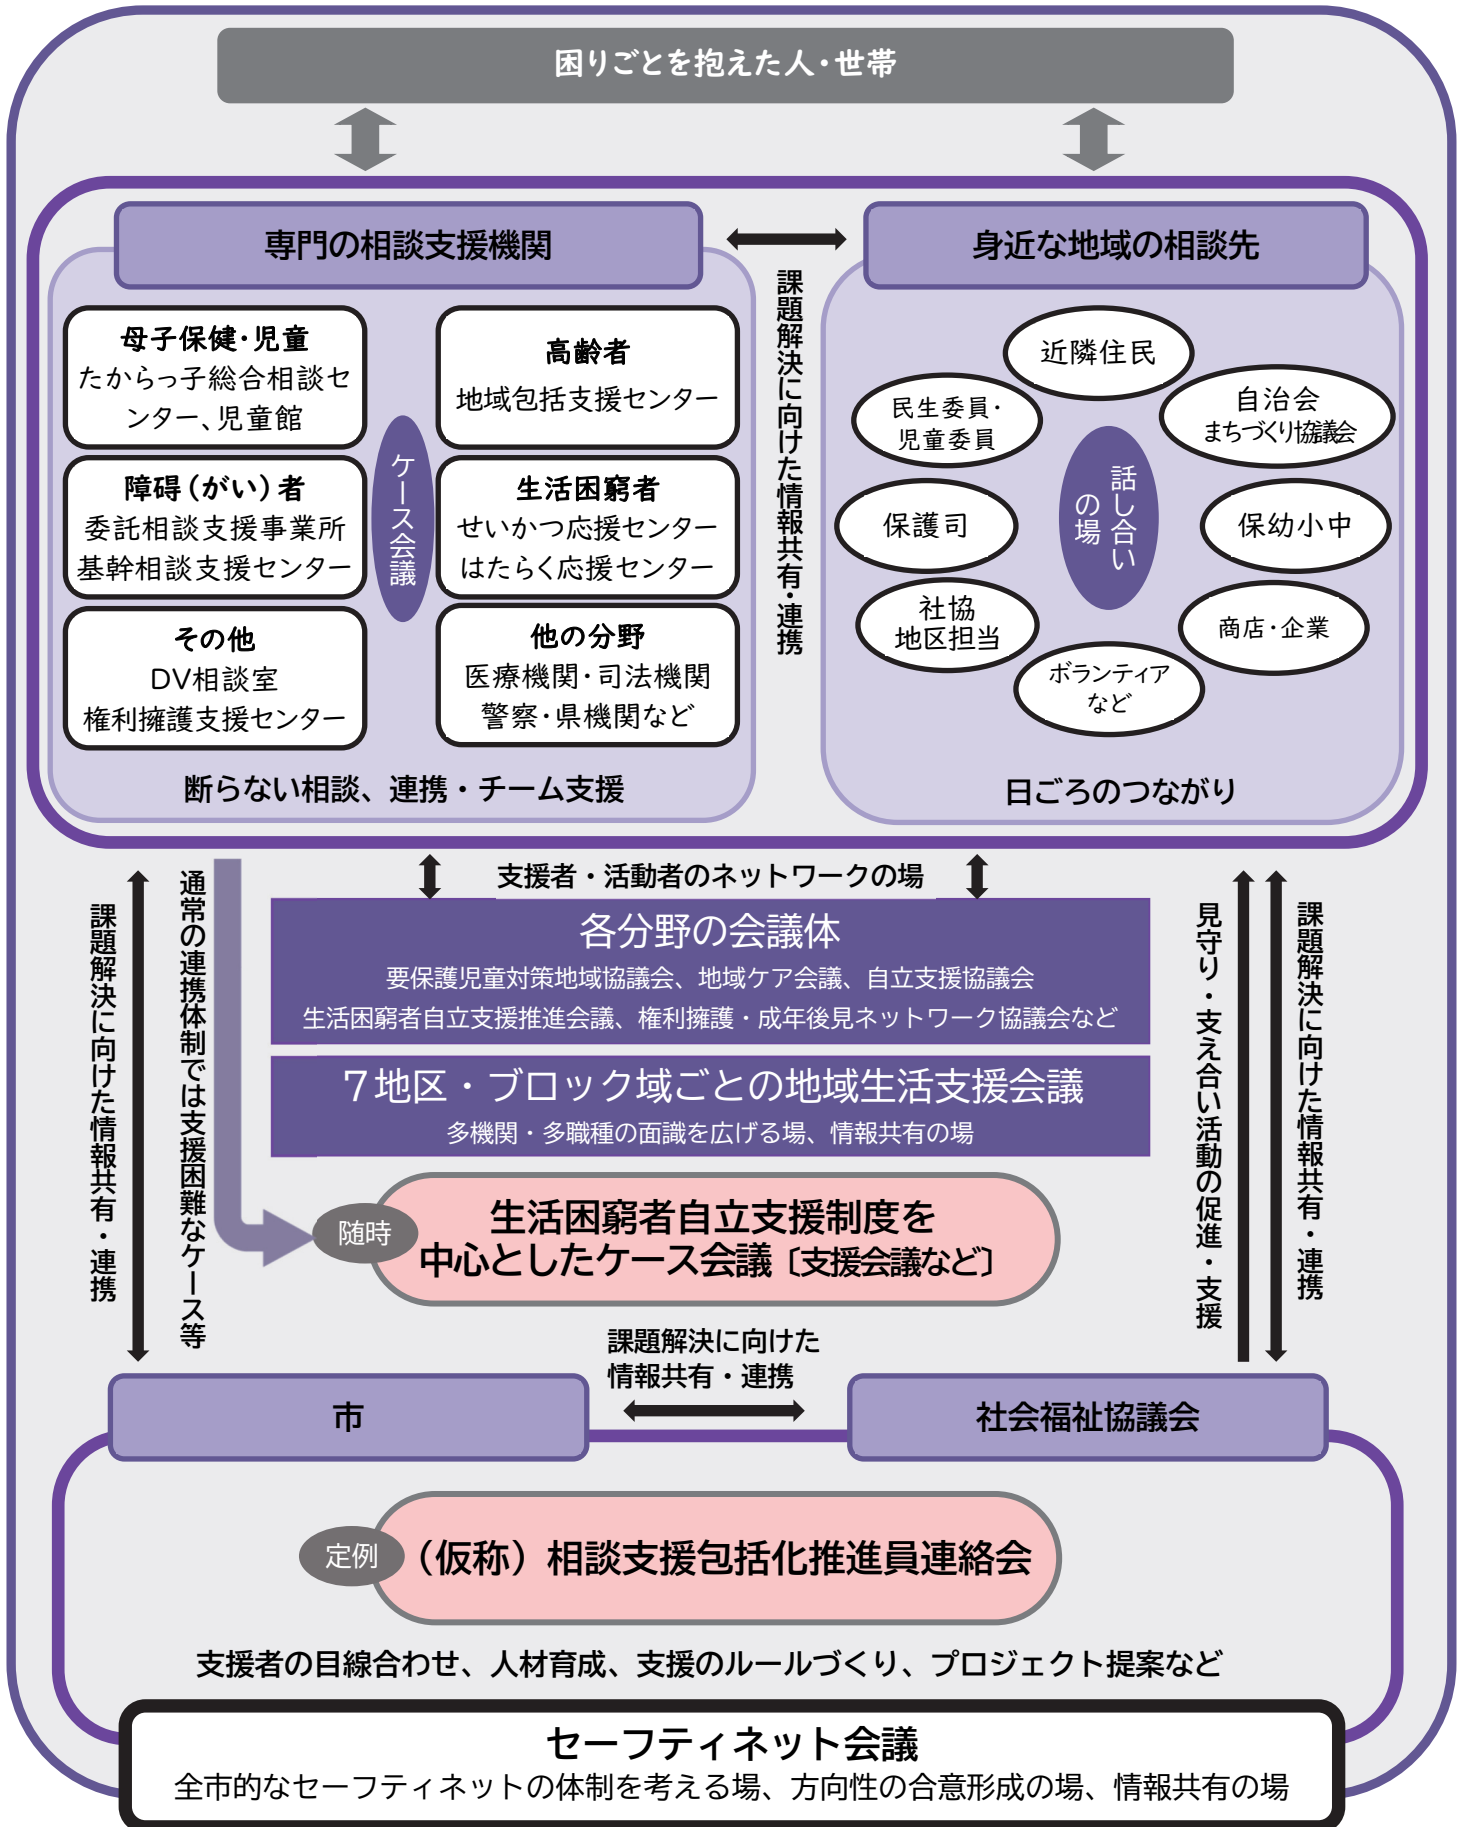 困りごとを抱えた人・世帯
専門の相談支援機関
母子保健・児童
たからっ子総合相談セ
ンター、児童館
高齢者
地域包括支援センター
障碍(がい)者
委託相談支援事業所
基幹相談支援センター
生活困窮者
せいかつ応援センター
はたらく応援センター
その他
DV相談室
権利擁護支援センター
他の分野
医療機関・司法機関
警察・県機関など
ケース会議
断らない相談、連携・チーム支援
課題解決に向けた情報共有・連携
身近な地域の相談先
近隣住民
民生委員・
児童委員
自治会
まちづくり協議会
保護司
話し合い
の場
保幼小中
社協
地区担当
商店・企業
ボランティア
など
日ごろのつながり
課題解決に向けた情報共有・連携
通常の連携体制では支援困難なケース等
支援者・活動者のネットワークの場
各分野の会議体
要保護児童対策地域協議会、地域ケア会議、自立支援協議会
生活困窮者自立支援推進会議、権利擁護・成年後見ネットワーク協議会など
7地区・ブロック域ごとの地域生活支援会議
多機関・多職種の面識を広げる場、情報共有の場
随時
生活困窮者自立支援制度を
中心としたケース会議〔支援会議など〕
見守り・支え合い活動の促進・支援
課題解決に向けた情報共有・連携
課題解決に向けた
情報共有・連携
市
社会福祉協議会
定例
(仮称)相談支援包括化推進員連絡会
支援者の目線合わせ、人材育成、支援のルールづくり、プロジェクト提案など
セーフティネット会議
全市的なセーフティネットの体制を考える場、方向性の合意形成の場、情報共有の場